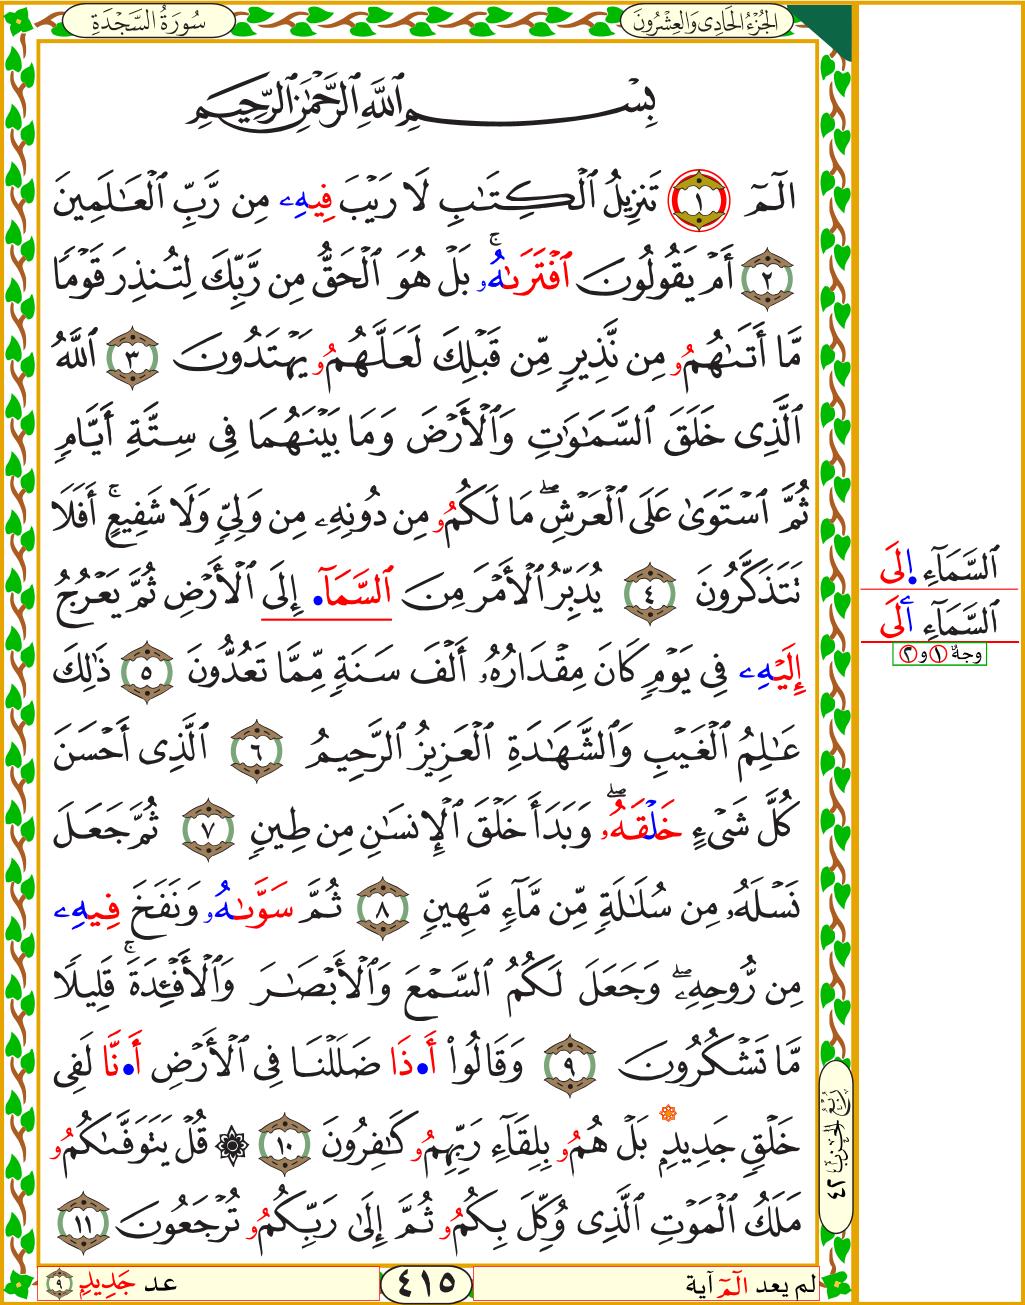 سُورَةُ السَّجْدَةِ
الجُزْءُ الحَادِي وَالعِشْرُونَ
بِسْمِ ٱللَّهِ ٱلرَّحْمَٰنِ ٱلرَّحِيمِ
الٓمٓ ١ تَنزِيلُ ٱلْكِتَٰبِ لَا رَيْبَ فِيهِۦ مِن رَّبِّ ٱلْعَٰلَمِينَ
٢ أَمْ يَقُولُونَ ٱفْتَرَىٰهُۥۚ بَلْ هُوَ ٱلْحَقُّ مِن رَّبِّكَ لِتُنذِرَ قَوْمًا
مَّا أَتَىٰهُمُۥ مِن نَّذِيرٍ مِّن قَبْلِكَ لَعَلَّهُمُۥ يَهْتَدُونَ ٣ ٱللَّهُ
ٱلَّذِى خَلَقَ ٱلسَّمَٰوَٰتِ وَٱلْأَرْضَ وَمَا بَيْنَهُمَا فِى سِتَّةِ أَيَّامٍ
ثُمَّ ٱسْتَوَىٰ عَلَى ٱلْعَرْشِۖ مَا لَكُمُۥ مِن دُونِهِۦ مِن وَلِىٍّ وَلَا شَفِيعٍۚ أَفَلَا
تَتَذَكَّرُونَ ٤ يُدَبِّرُ ٱلْأَمْرَ مِنَ ٱلسَّمَآ• إِلَى ٱلْأَرْضِ ثُمَّ يَعْرُجُ
إِلَيْهِۦ فِى يَوْمٍ كَانَ مِقْدَارُهُۥ أَلْفَ سَنَةٍ مِّمَّا تَعُدُّونَ ٥ ذَٰلِكَ
عَٰلِمُ ٱلْغَيْبِ وَٱلشَّهَٰدَةِ ٱلْعَزِيزُ ٱلرَّحِيمُ ٦ ٱلَّذِى أَحْسَنَ
كُلَّ شَىْءٍ خَلْقَهُۥۖ وَبَدَأَ خَلْقَ ٱلْإِنسَٰنِ مِن طِينٍ ٧ ثُمَّ جَعَلَ
نَسْلَهُۥ مِن سُلَٰلَةٍ مِّن مَّآءٍ مَّهِينٍ ٨ ثُمَّ سَوَّىٰهُۥ وَنَفَخَ فِيهِۦ
مِن رُّوحِهِۦۖ وَجَعَلَ لَكُمُ ٱلسَّمْعَ وَٱلْأَبْصَٰرَ وَٱلْأَفْـِٔدَةَۚ قَلِيلًا
مَّا تَشْكُرُونَ ٩ وَقَالُوا۟ أَ•ذَا ضَلَلْنَا فِى ٱلْأَرْضِ أَ•نَّا لَفِى
خَلْقٍ جَدِيدٍ بَلْ هُمُۥ بِلِقَآءِ رَبِّهِمُۥ كَٰفِرُونَ ١٠ ۞ قُلْ يَتَوَفَّىٰكُمُۥ
مَلَكُ ٱلْمَوْتِ ٱلَّذِى وُكِّلَ بِكُمُۥ ثُمَّ إِلَىٰ رَبِّكُمُۥ تُرْجَعُونَ ١١
ٱلسَّمَآءِ •لَى
ٱلسَّمَآءِ ا۬لَى
وجهٌ ١ و ٢
رُبْعُ الحِزْبِ ٤٢
لم يعد الٓمٓ آية
٤١٥
عد جَدِيدٍ ٩